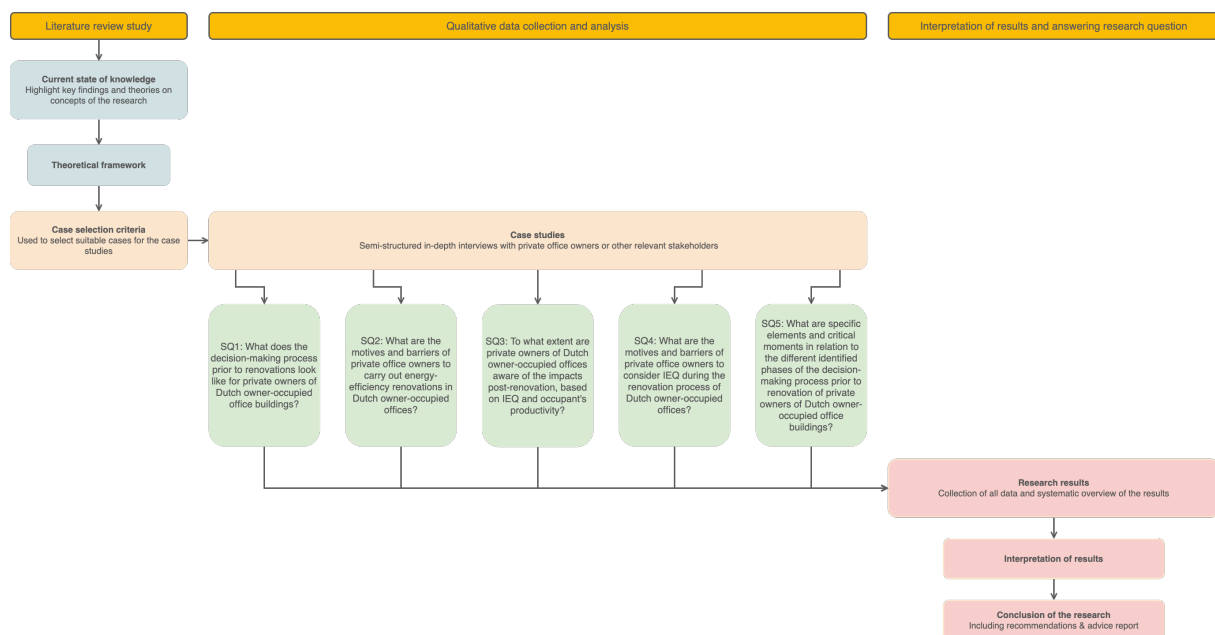 Literature review study
Qualitative data collection and analysis
Interpretation of results and answering research question
Current state of knowledge
Highlight key findings and theories on
concepts of the research
Theoretical framework
Case selection criteria
Used to select suitable cases for the case
studies
Case studies
Semi-structured in-depth interviews with private office owners or other relevant stakeholders
SQ1: What does the
decision-making process
prior to renovations look
like for private owners of
Dutch owner-occupied
office buildings?
SQ2: What are the
motives and barriers of
private office owners to
carry out energy-
efficiency renovations in
Dutch owner-occupied
offices?
SQ3: To what extent are
private owners of Dutch
owner-occupied offices
aware of the impacts
post-renovation, based
on IEQ and occupant's
productivity?
SQ4: What are the
motives and barriers of
private office owners to
consider IEQ during the
renovation process of
Dutch owner-occupied
offices?
SQ5: What are specific
elements and critical
moments in relation to
the different identified
phases of the decision-
making process prior to
renovation of private
owners of Dutch owner-
occupied office
buildings?
Research results
Collection of all data and systematic overview of the results
Interpretation of results
Conclusion of the research
Including recommendations & advice report